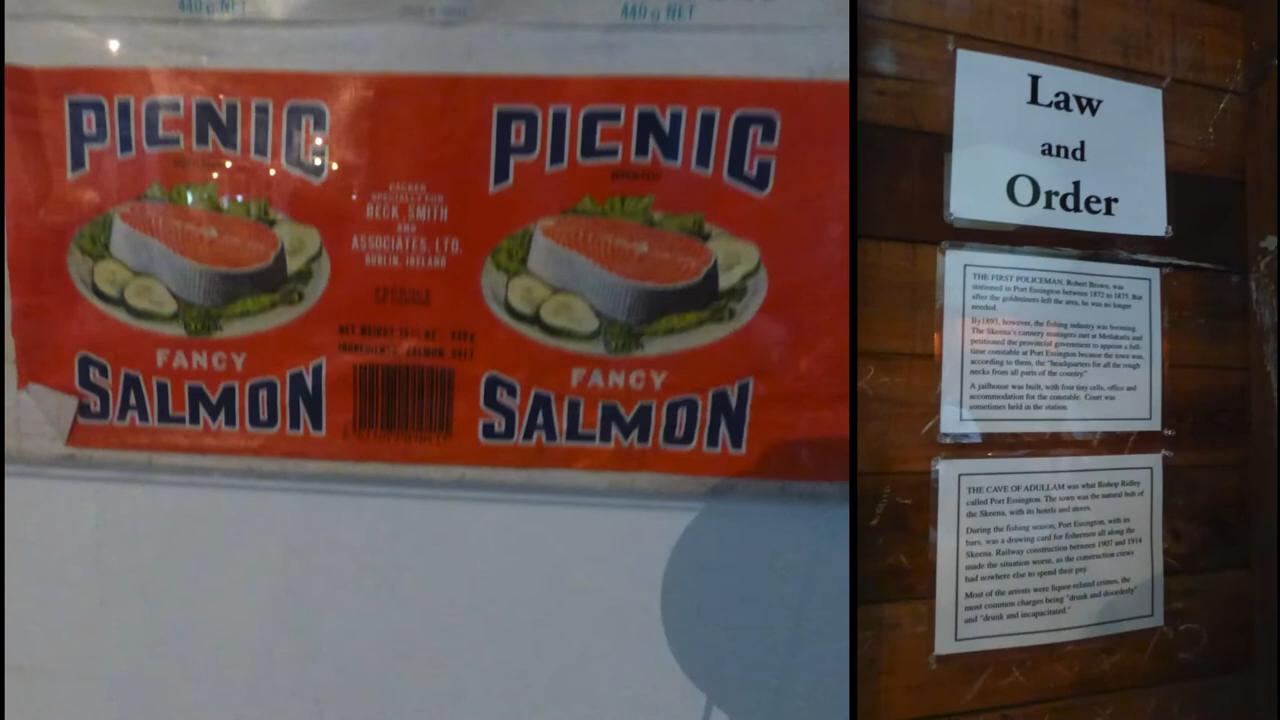 440 g NET
440 g NET
PICNIC
FANCY
SALMON
PACKED
SPECIALLY FOR
BECK, SMITH
AND
ASSOCIATES, LTD.
DUBLIN, IRELAND
PRODUCE
NET WEIGHT
INGREDIENTS: SALMON, SALT
PICNIC
FANCY
SALMON
Law
and
Order
THE FIRST POLICEMAN, Robert Brown, was
stationed in Port Essington between 1872 to 1875. But
after the goldminers left the area, he was no longer
needed.
By 1893, however, the fishing industry was booming.
The Skeena's cannery managers met at Metlakatla and
petitioned the provincial government to appoint a full-
time constable at Port Essington because the town was,
according to them, the "headquarters for all the rough
necks from all parts of the country."
A jailhouse was built, with four tiny cells, office and
accommodation for the constable. Court was
sometimes held in the station.
THE CAVE OF ADULLAM was what Bishop Ridley
called Port Essington. The town was the natural hub of
the Skeena, with its hotels and stores.
During the fishing season, Port Essington, with its
bars, was a drawing card for fishermen all along the
Skeena. Railway construction between 1907 and 1914
made the situation worse, as the construction crews
had nowhere else to spend their pay.
Most of the arrests were liquor-related crimes, the
most common charges being "drunk and disorderly"
and "drunk and incapacitated."